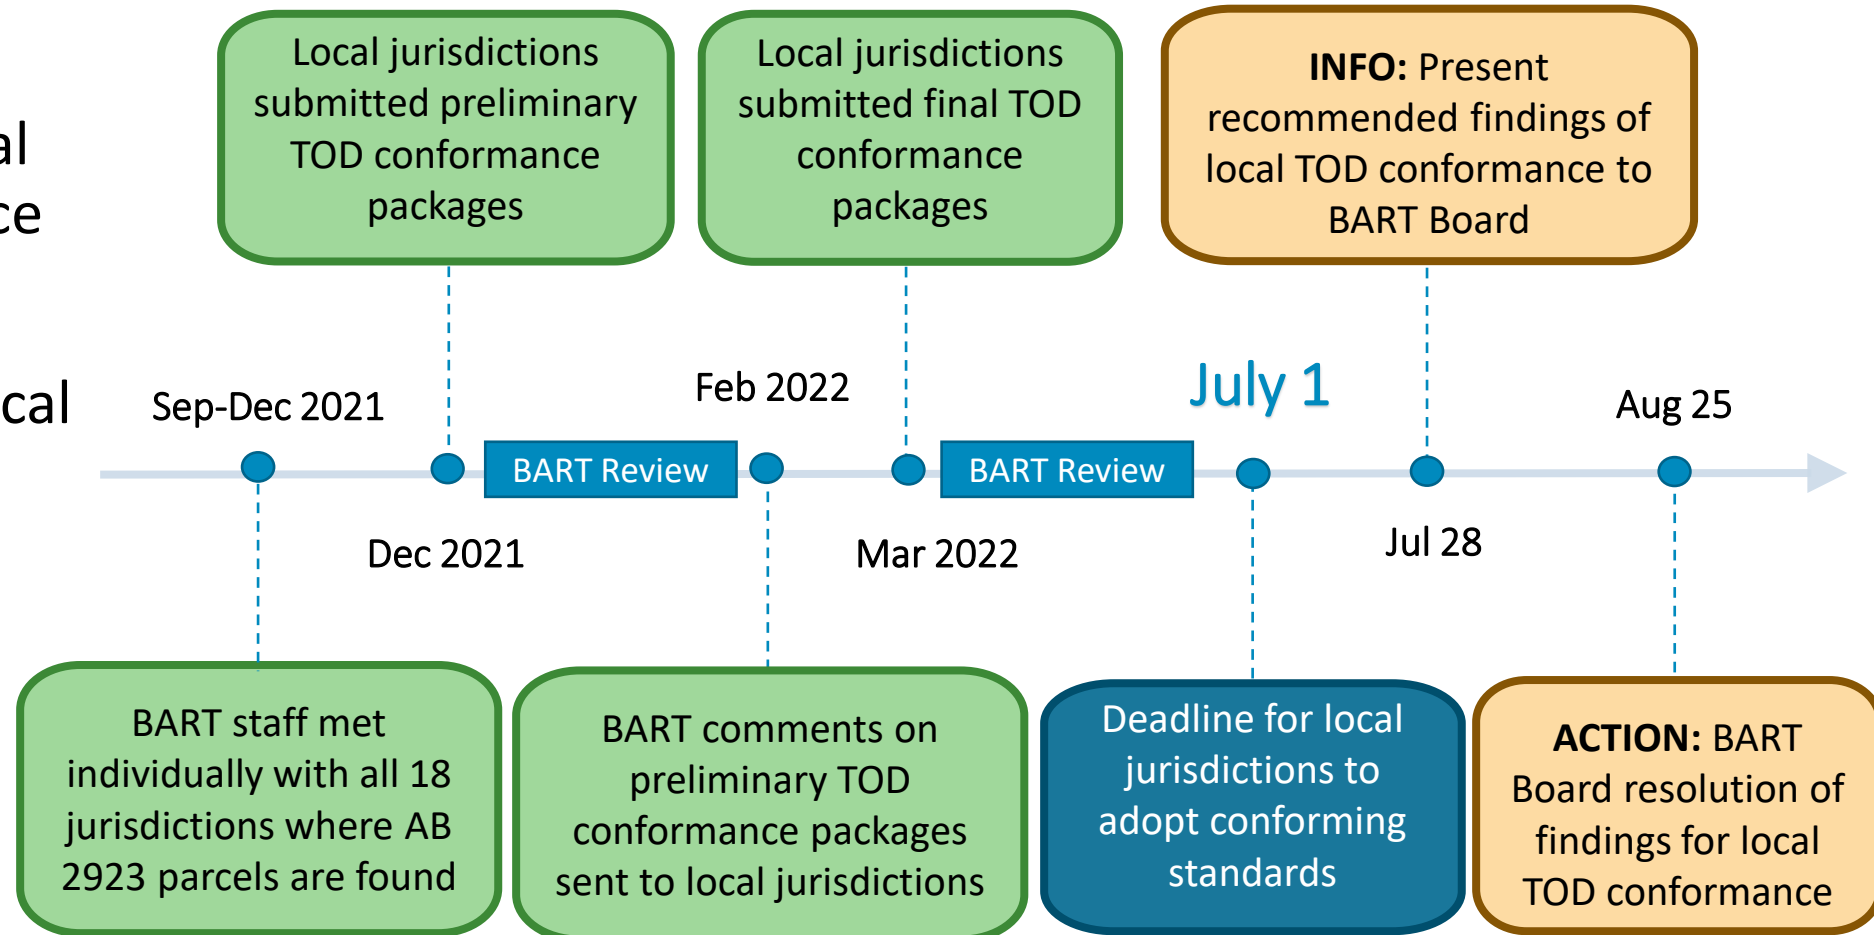 Local jurisdictions
submitted preliminary
TOD conformance
packages
Local jurisdictions
submitted final TOD
conformance
packages
INFO: Present
recommended findings of
local TOD conformance to
BART Board
al
ce
cal
Sep-Dec 2021
Feb 2022
July 1
Aug 25
BART Review
BART Review
Dec 2021
Mar 2022
Jul 28
BART staff met
individually with all 18
jurisdictions where AB
2923 parcels are found
BART comments on
preliminary TOD
conformance packages
sent to local jurisdictions
Deadline for local
jurisdictions to
adopt conforming
standards
ACTION: BART
Board resolution of
findings for local
TOD conformance